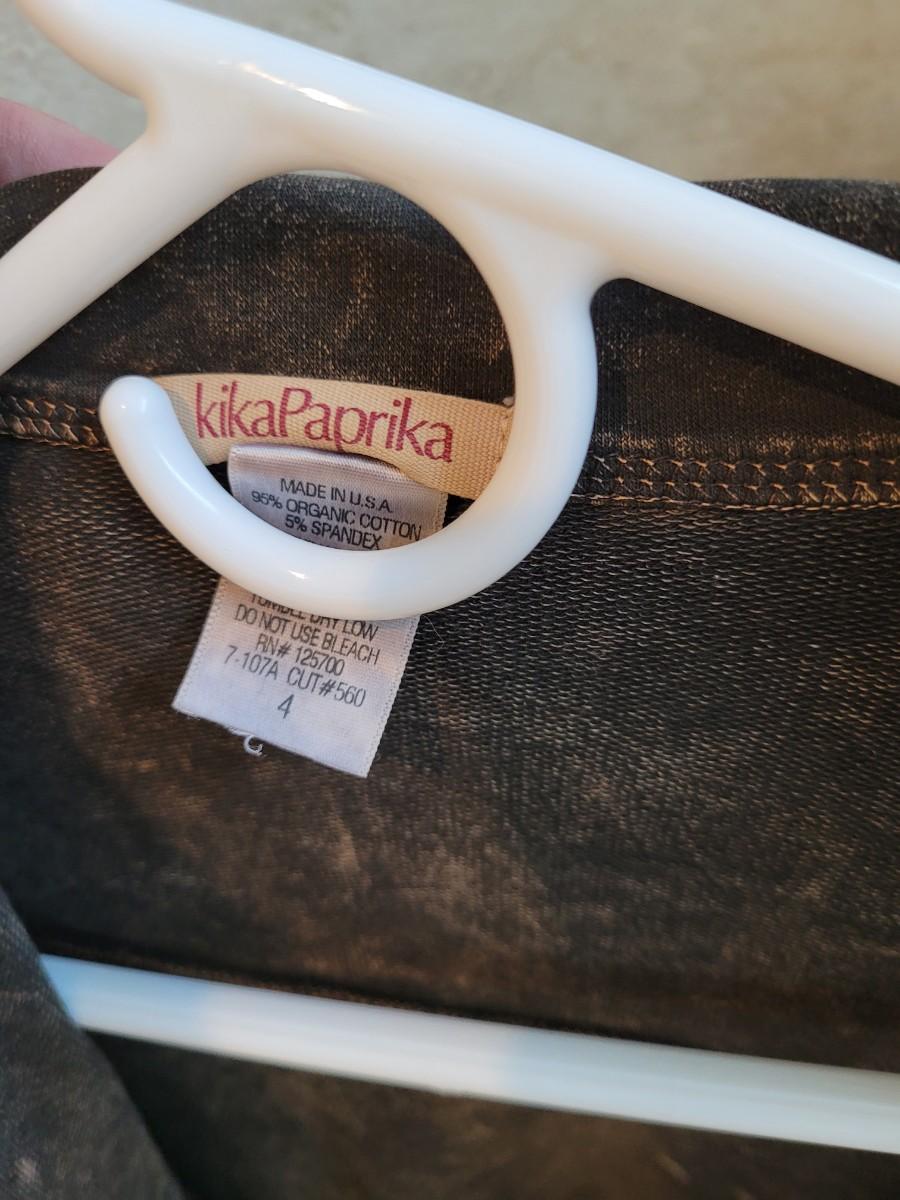 kikaPaprika
MADE IN U.S.A.
95% ORGANIC COTTON
5% SPANDEX
TUMBLE DRY LOW
DO NOT USE BLEACH
RN# 125700
7-107A CUT#560
4